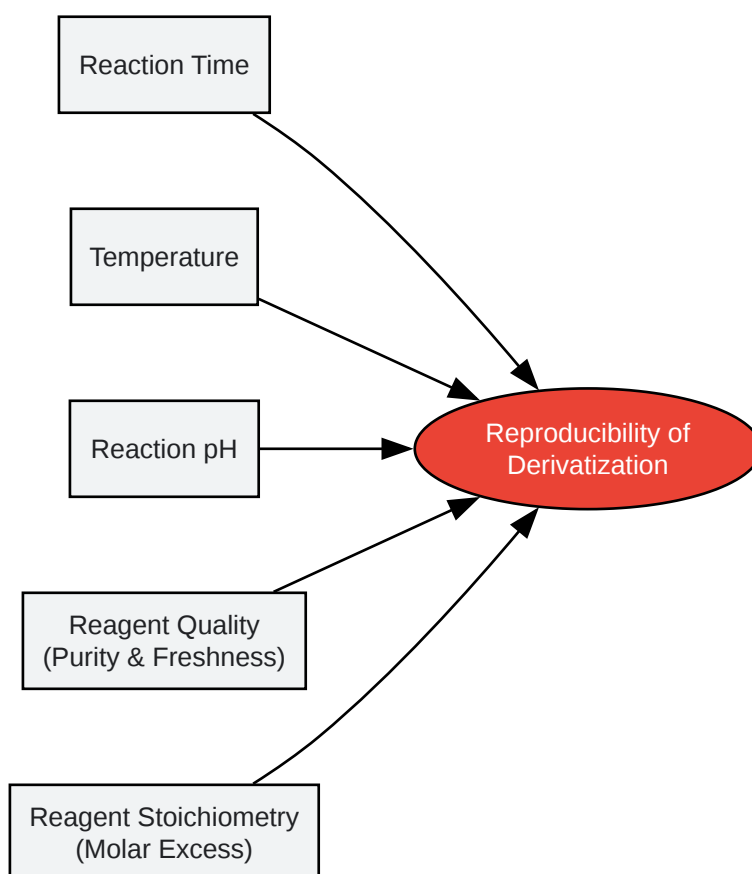 Reaction Time
Temperature
Reaction pH
Reproducibility of
Derivatization
Reagent Quality
(Purity & Freshness)
Reagent Stoichiometry
(Molar Excess)